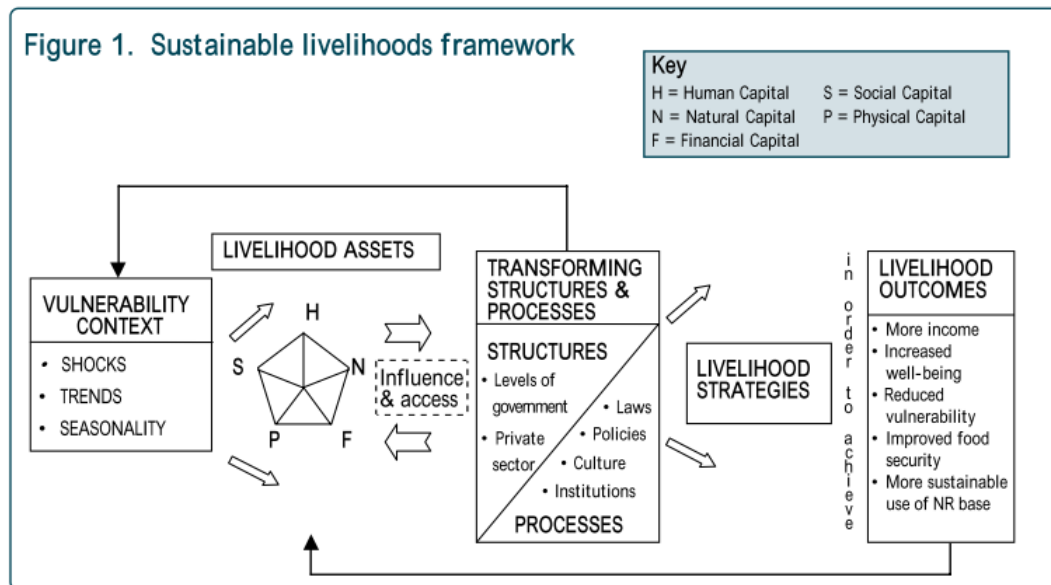 Figure 1. Sustainable livelihoods framework
Key
H = Human Capital S = Social Capital
N = Natural Capital P = Physical Capital
F = Financial Capital
LIVELIHOOD ASSETS
VULNERABILITY
CONTEXT
• SHOCKS
• TRENDS
• SEASONALITY
H
S
N
P
F
Influence
& access
TRANSFORMING
STRUCTURES &
PROCESSES
STRUCTURES
• Levels of
government
• Private
sector
• Laws
• Policies
• Culture
• Institutions
PROCESSES
LIVELIHOOD
STRATEGIES
in order to achieve
LIVELIHOOD
OUTCOMES
• More income
• Increased
well-being
• Reduced
vulnerability
• Improved food
security
• More sustainable
use of NR base